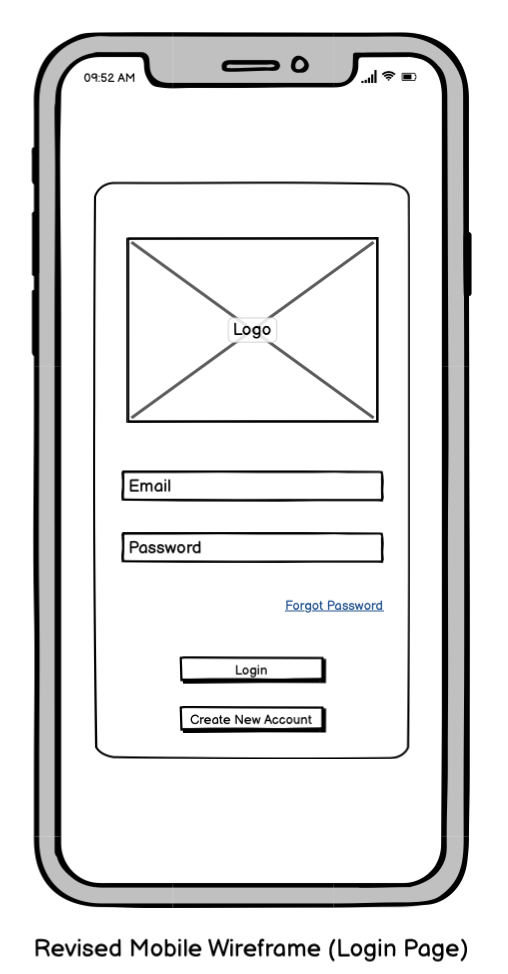 09:52 AM
Logo
Email
Password
Forgot Password
Login
Create New Account
Revised Mobile Wireframe (Login Page)